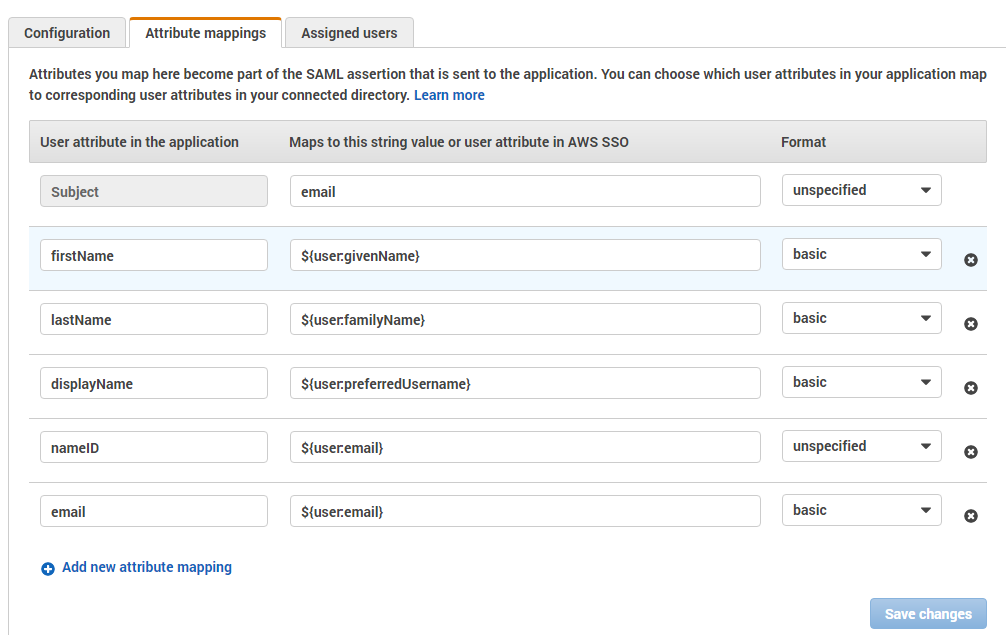 Configuration
Attribute mappings
Assigned users
Attributes you map here become part of the SAML assertion that is sent to the application. You can choose which user attributes in your application map
to corresponding user attributes in your connected directory. Learn more
User attribute in the application Maps to this string value or user attribute in AWS SSO Format
Subject email unspecified
firstName ${user:givenName} basic
lastName ${user:familyName} basic
displayName ${user:preferredUsername} basic
nameID ${user:email} unspecified
email ${user:email} basic
Add new attribute mapping
Save changes